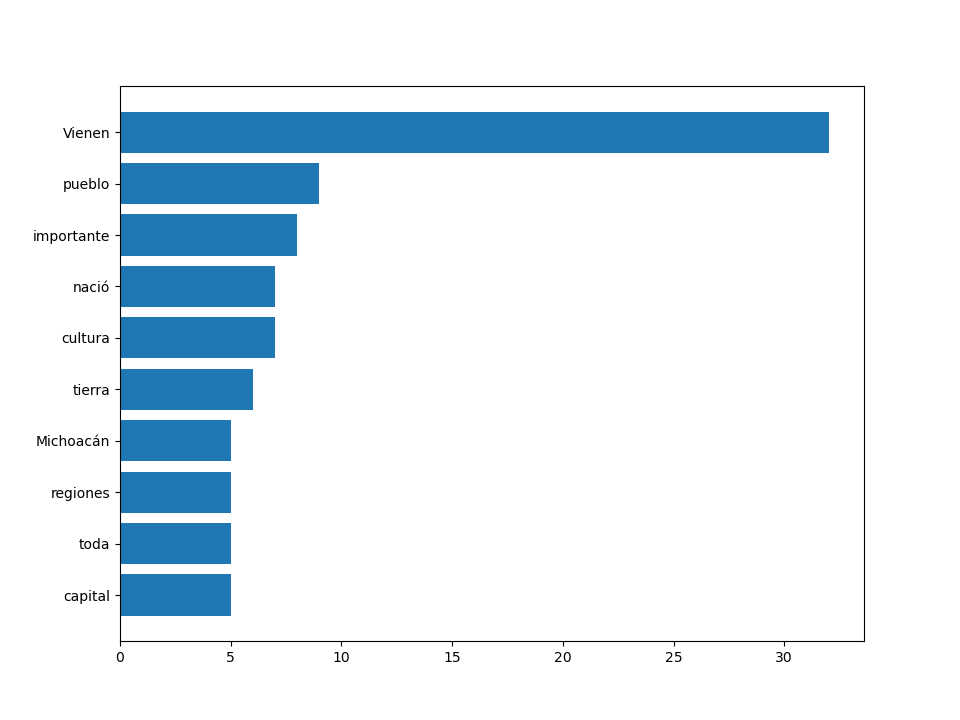 Vienen
pueblo
importante
nació
cultura
tierra
Michoacán
regiones
toda
capital
0 5 10 15 20 25 30